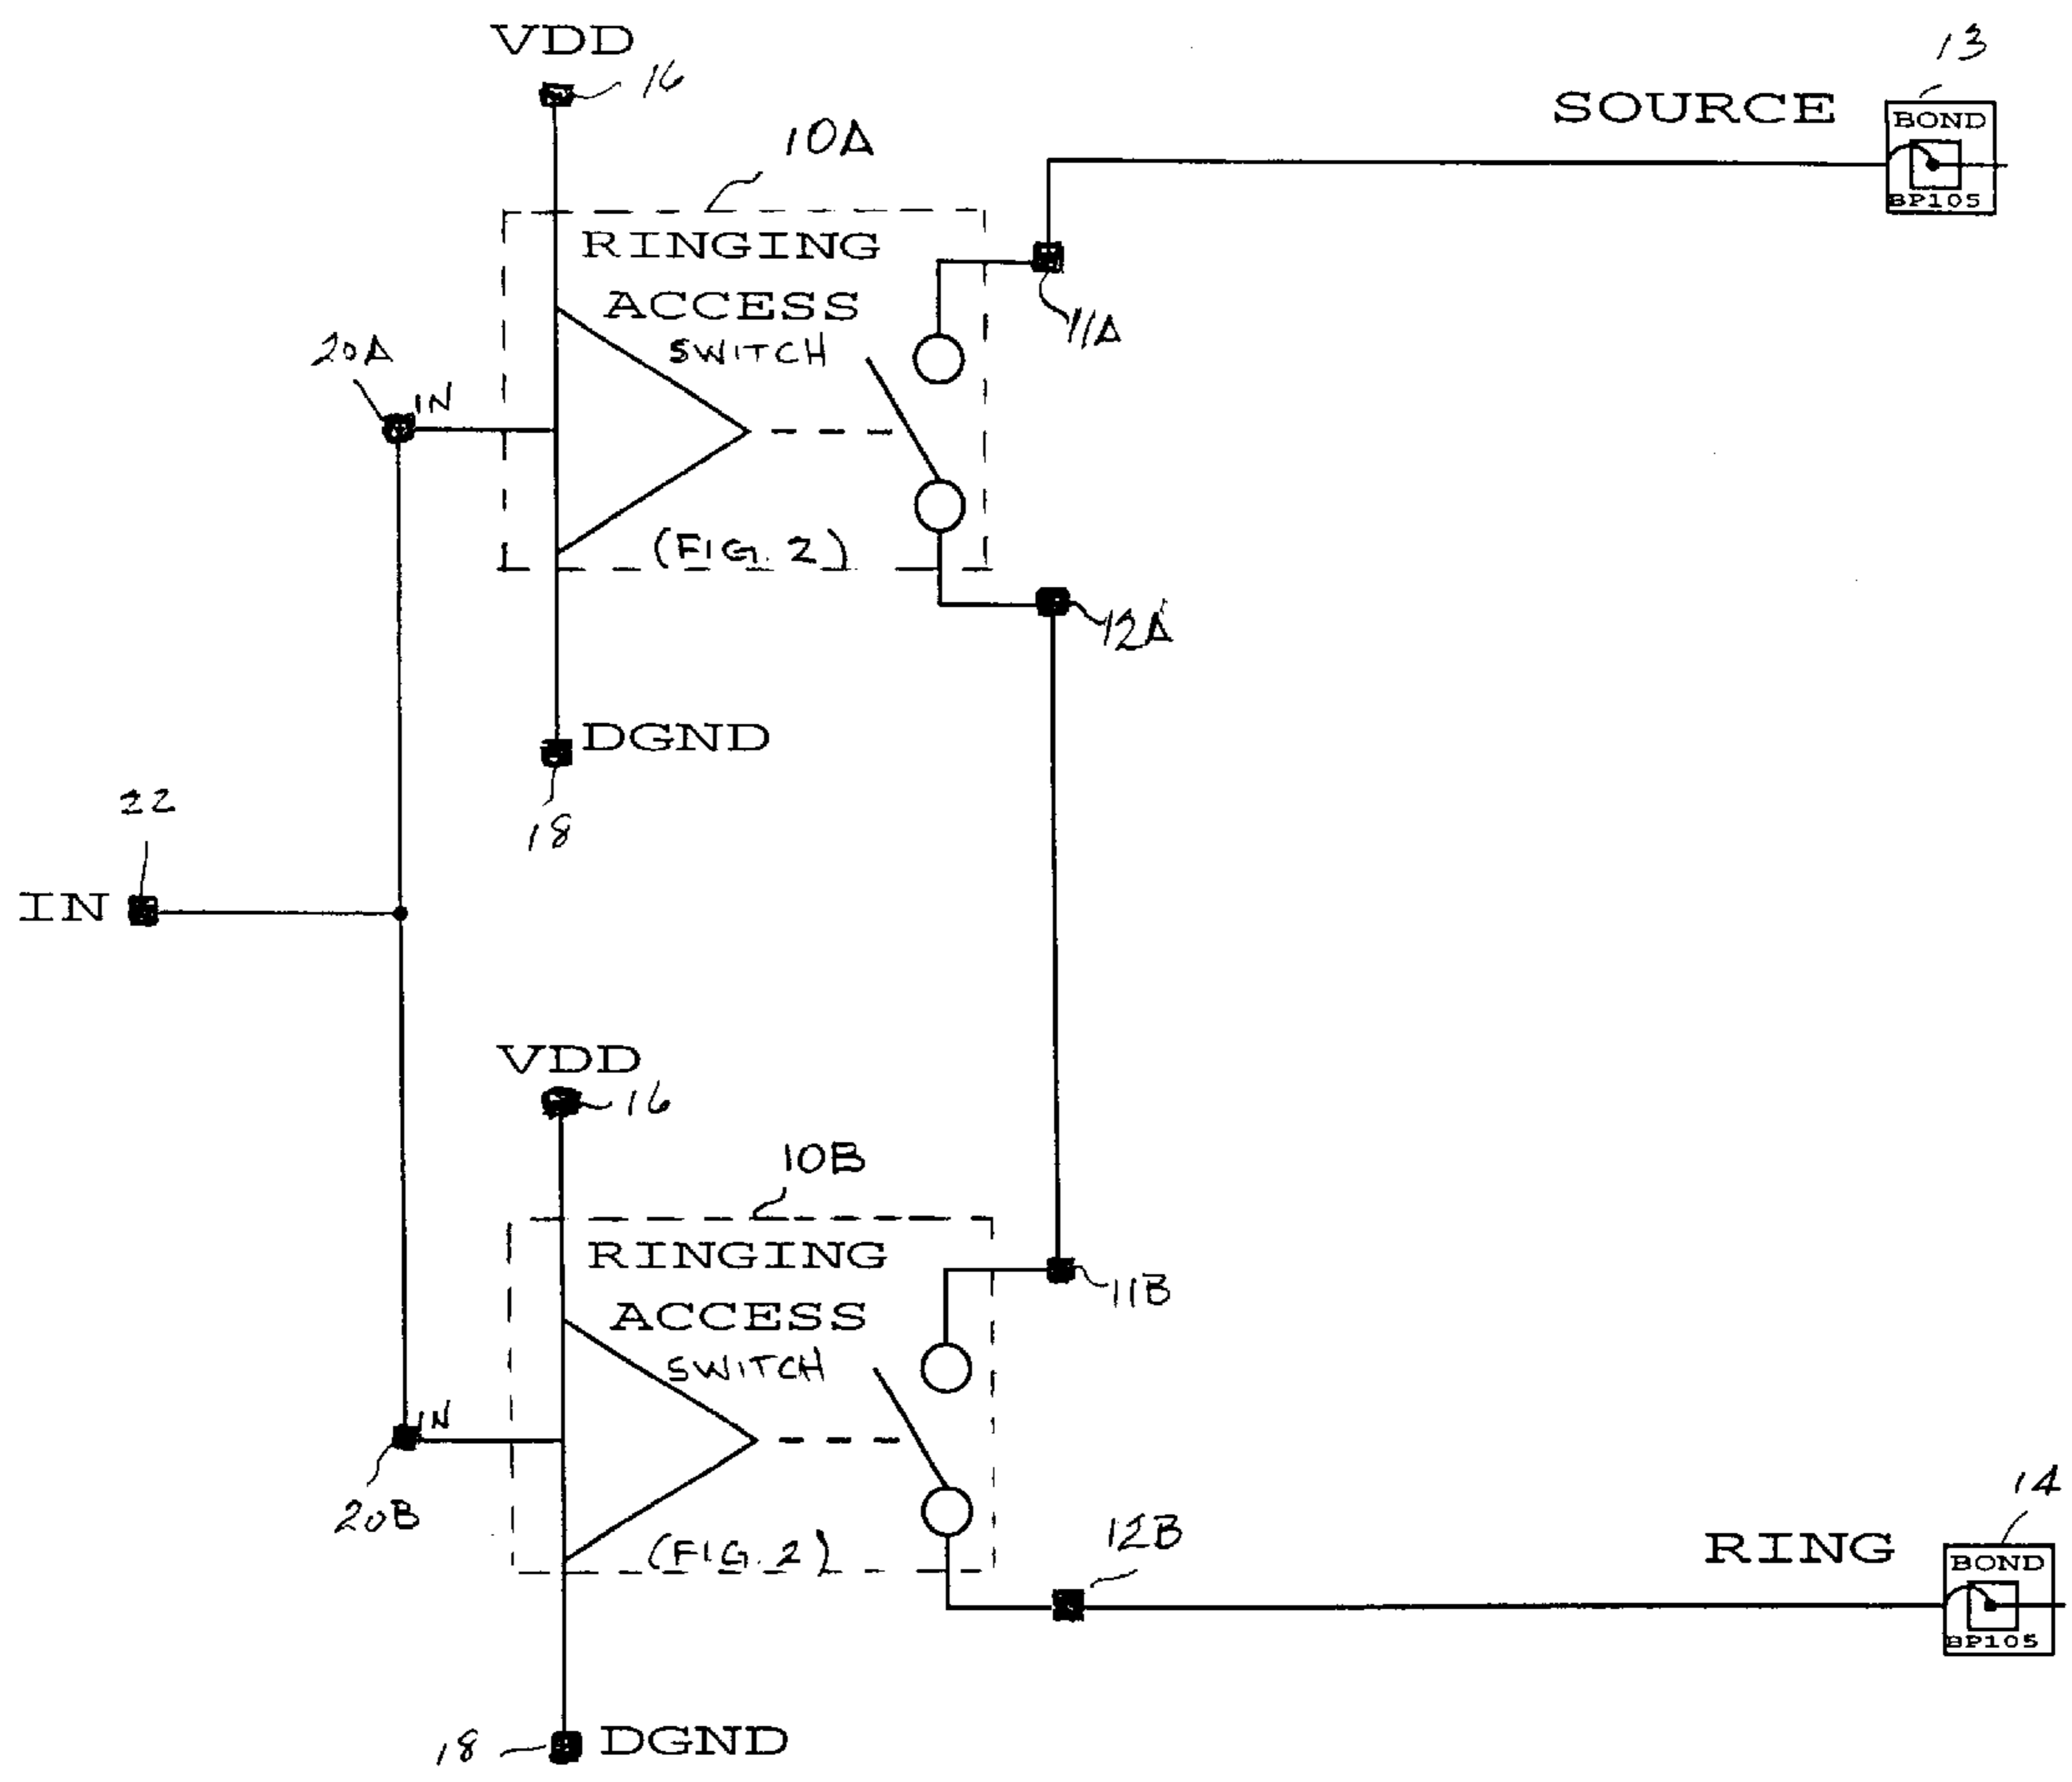 VDD
16
13
SOURCE
BOND
BP105
10A
RINGING
ACCESS
SWITCH
11A
20A
IN
(FIG. 2)
12A
DGND
18
22
IN
VDD
16
10B
RINGING
ACCESS
SWITCH
11B
IN
20B
(FIG. 2)
12B
14
RING
BOND
BP105
18
DGND